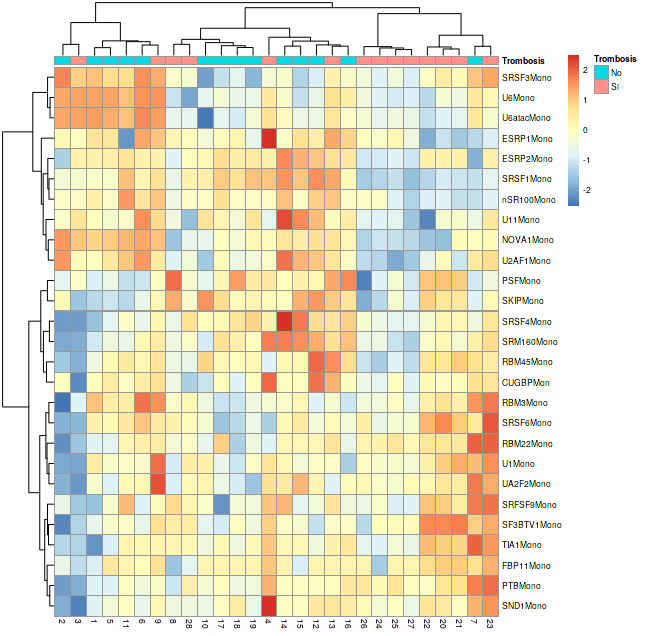 Trombosis
SRSF3Mono
U6Mono
U6atacMono
ESRP1Mono
ESRP2Mono
SRSF1Mono
nSR100Mono
U11Mono
NOVA1Mono
U2AF1Mono
PSFMono
SKIPMono
SRSF4Mono
SRM160Mono
RBM45Mono
CUGBPMon
RBM3Mono
SRSF6Mono
RBM22Mono
U1Mono
UA2F2Mono
SRFSF9Mono
SF3BTV1Mono
TIA1Mono
FBP11Mono
PTBMono
SND1Mono
2 3 1 5 11 6 9 8 28 10 17 18 19 4 14 15 12 13 16 26 24 25 27 22 20 21 7 23
2
1
0
-1
-2
Trombosis
No
SI